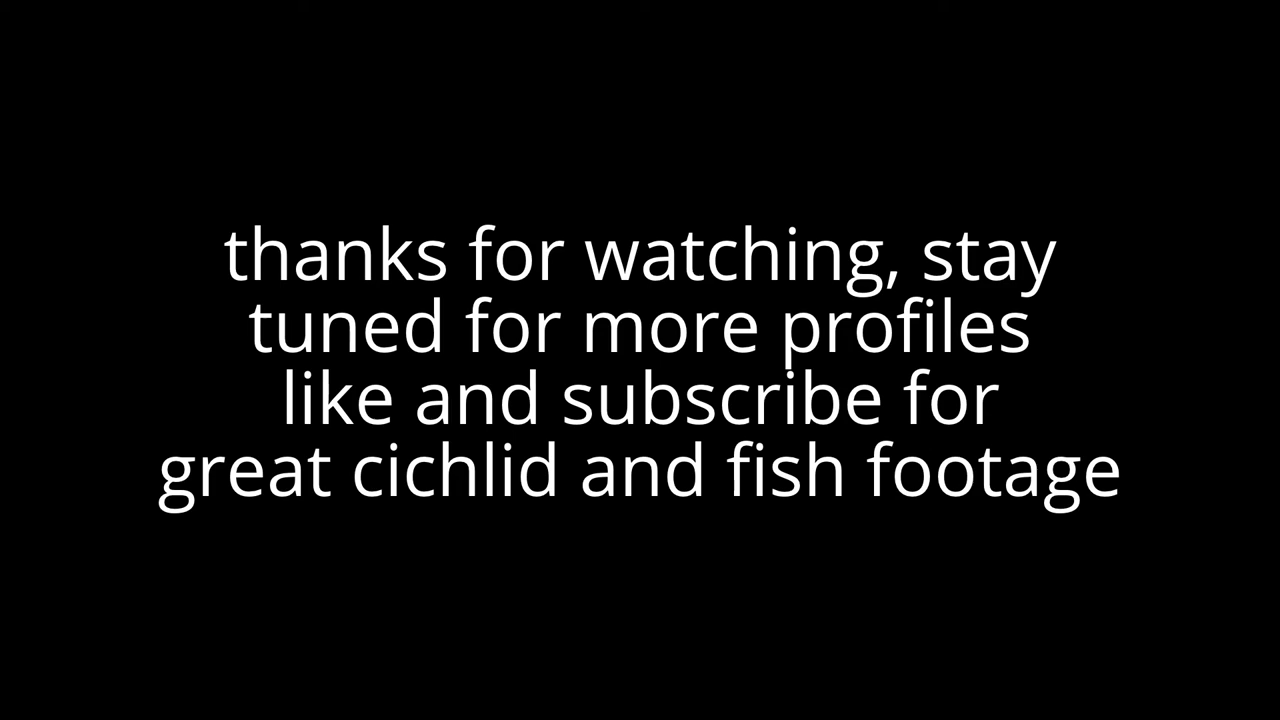 thanks for watching, stay
tuned for more profiles
like and subscribe for
great cichlid and fish footage